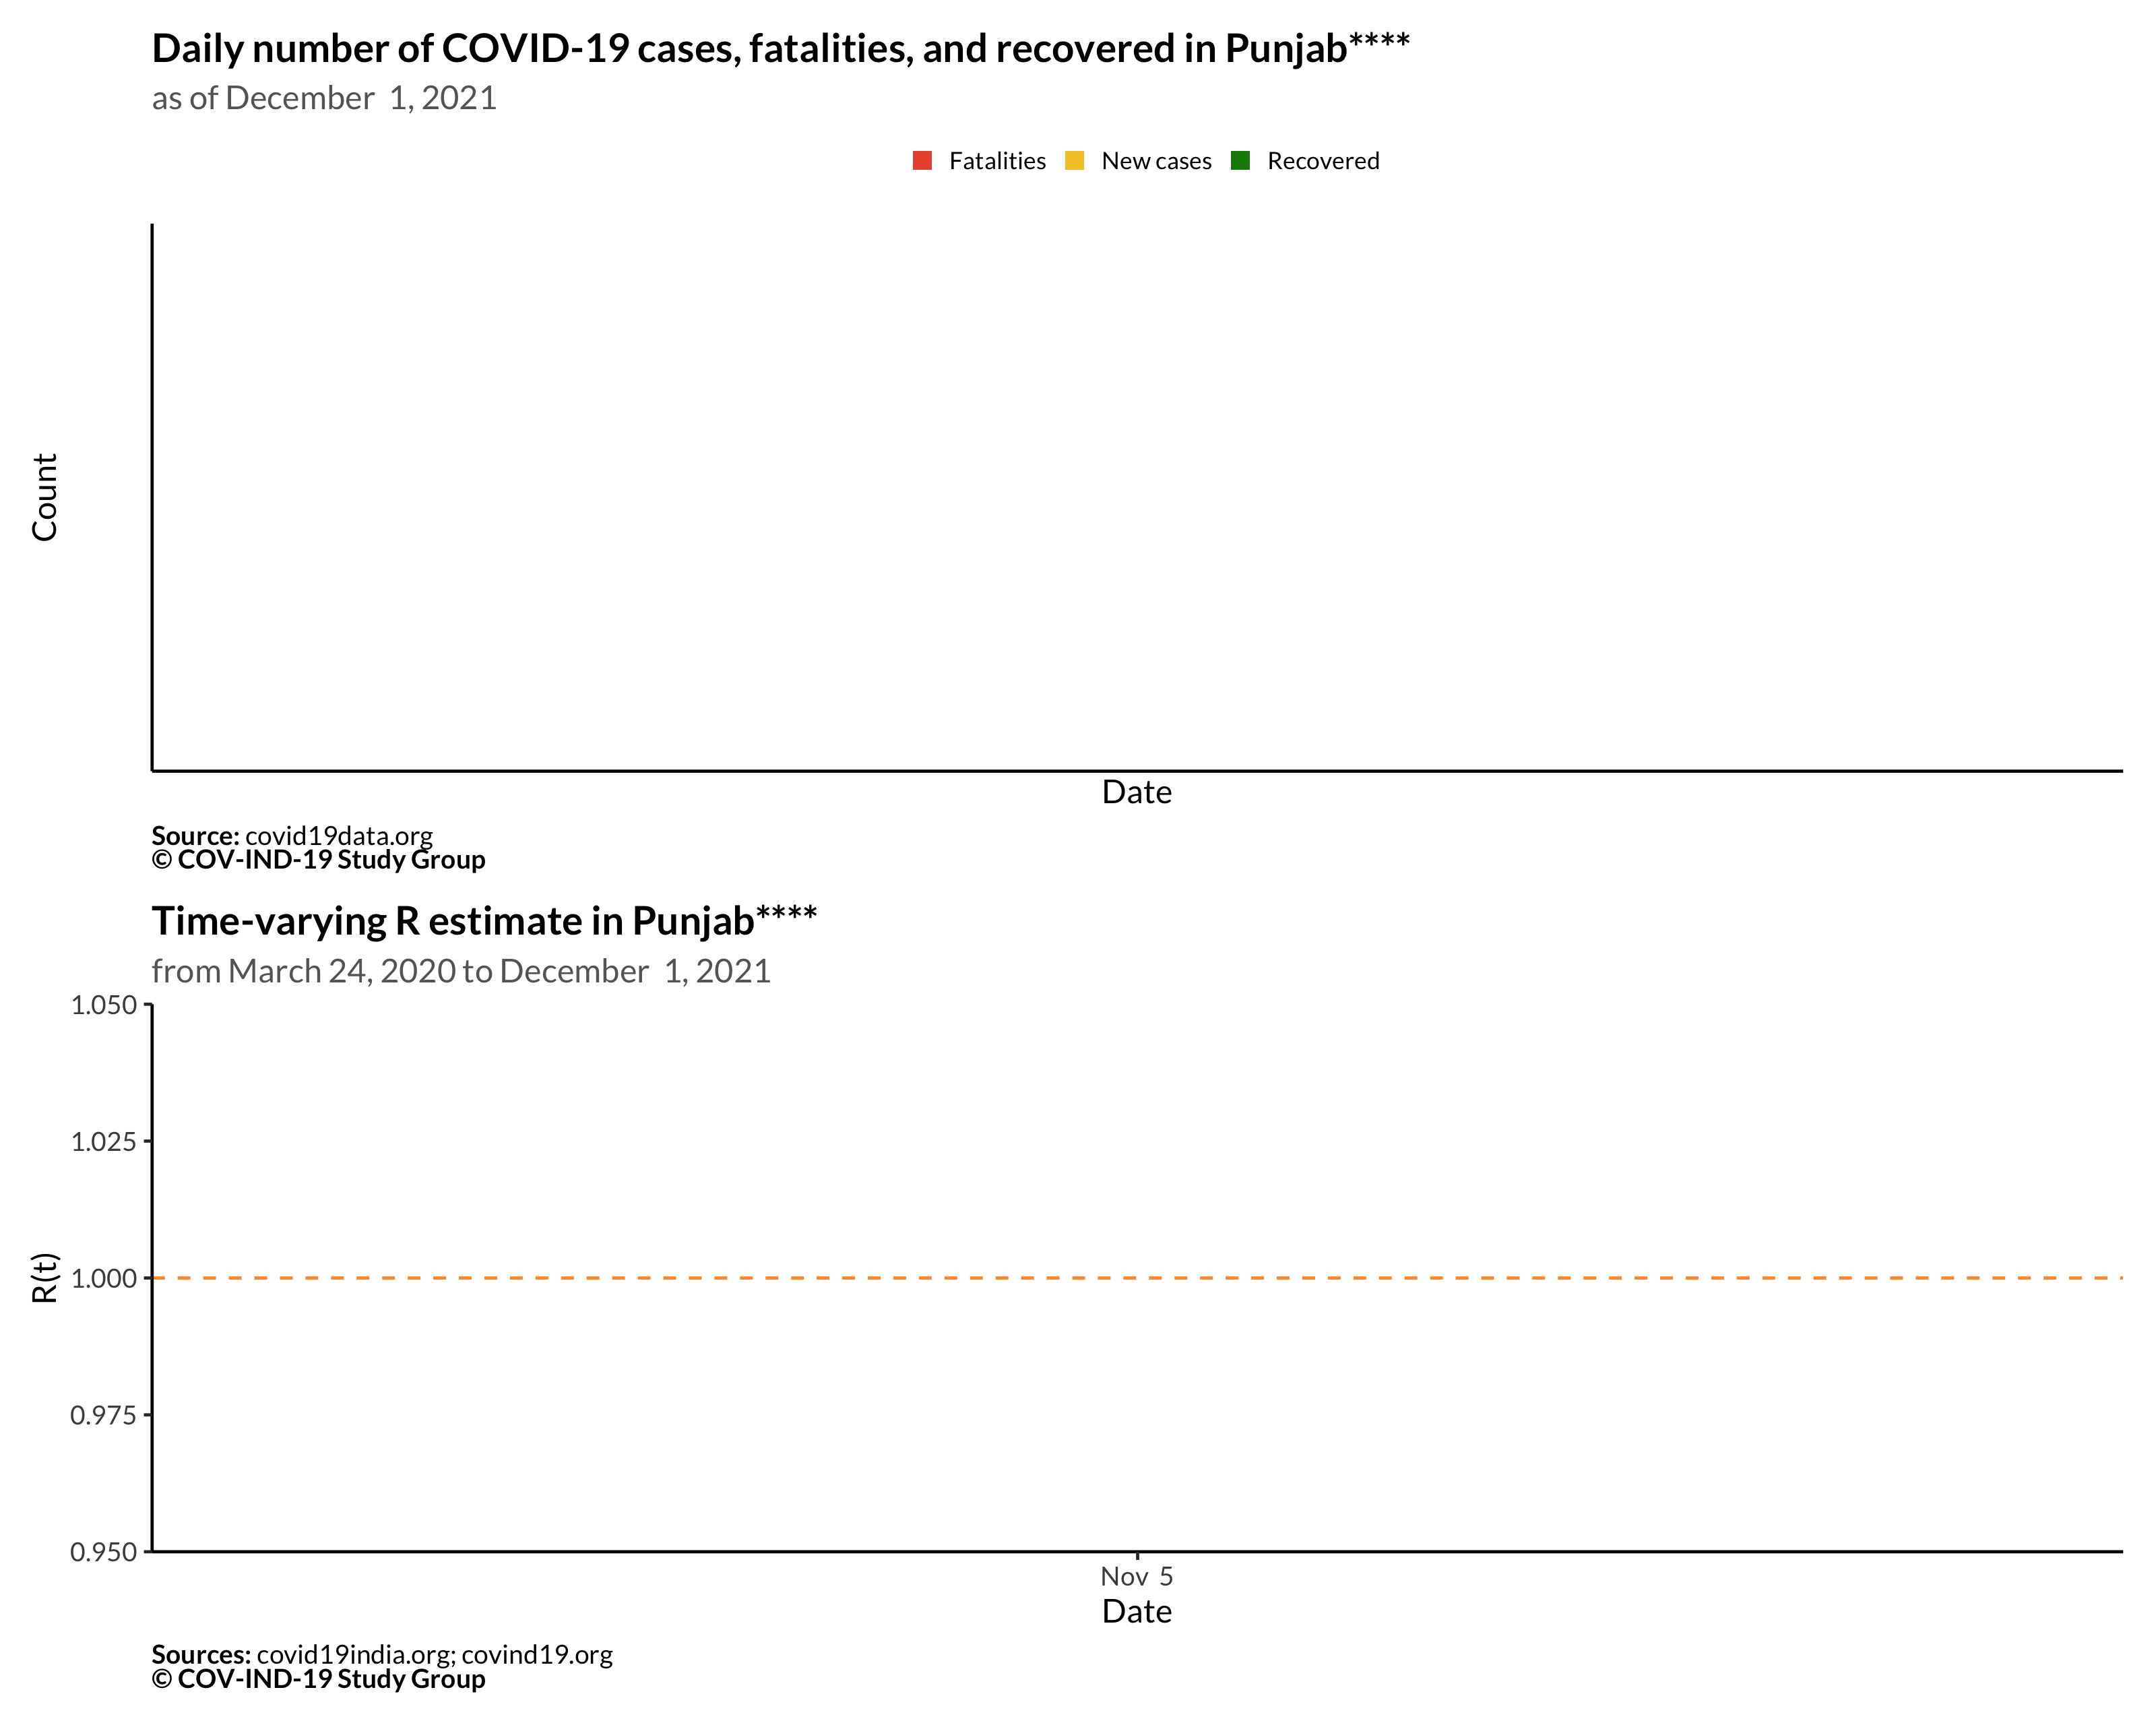 Daily number of COVID-19 cases, fatalities, and recovered in Punjab****
as of December  1, 2021
Fatalities New cases Recovered
Count
Date
Source: covid19data.org
© COV-IND-19 Study Group
Time-varying R estimate in Punjab****
from March 24, 2020 to December  1, 2021
1.050
1.025
1.000
0.975
0.950
R(t)
Nov  5
Date
Sources: covid19india.org; covind19.org
© COV-IND-19 Study Group